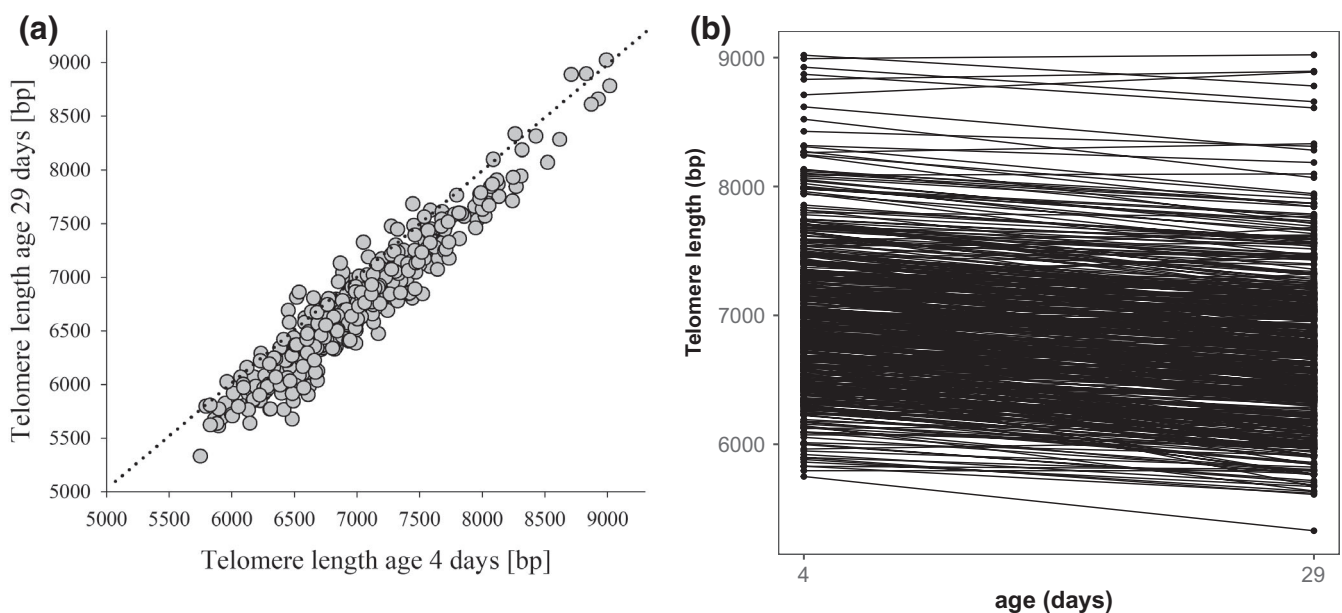 (a)
Telomere length age 29 days [bp]
9000
8500
8000
7500
7000
6500
6000
5500
5000
5000 5500 6000 6500 7000 7500 8000 8500 9000
Telomere length age 4 days [bp]
(b)
Telomere length (bp)
9000
8000
7000
6000
4 29
age (days)